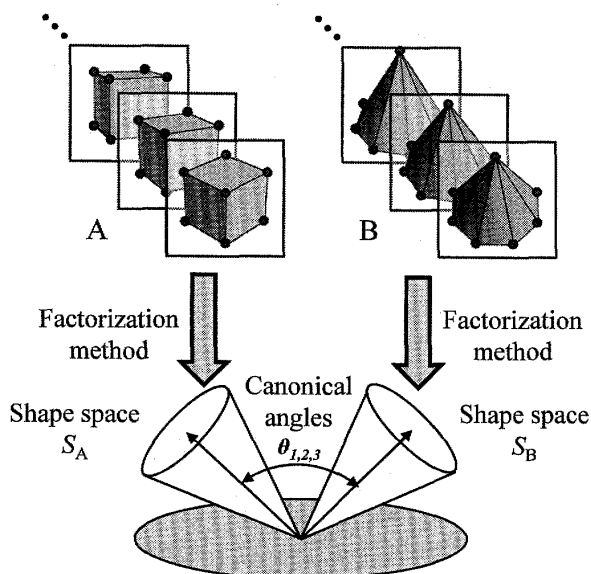 A
B
Factorization
method
Factorization
method
Canonical
angles
θ1,2,3
Shape space
SA
Shape space
SB